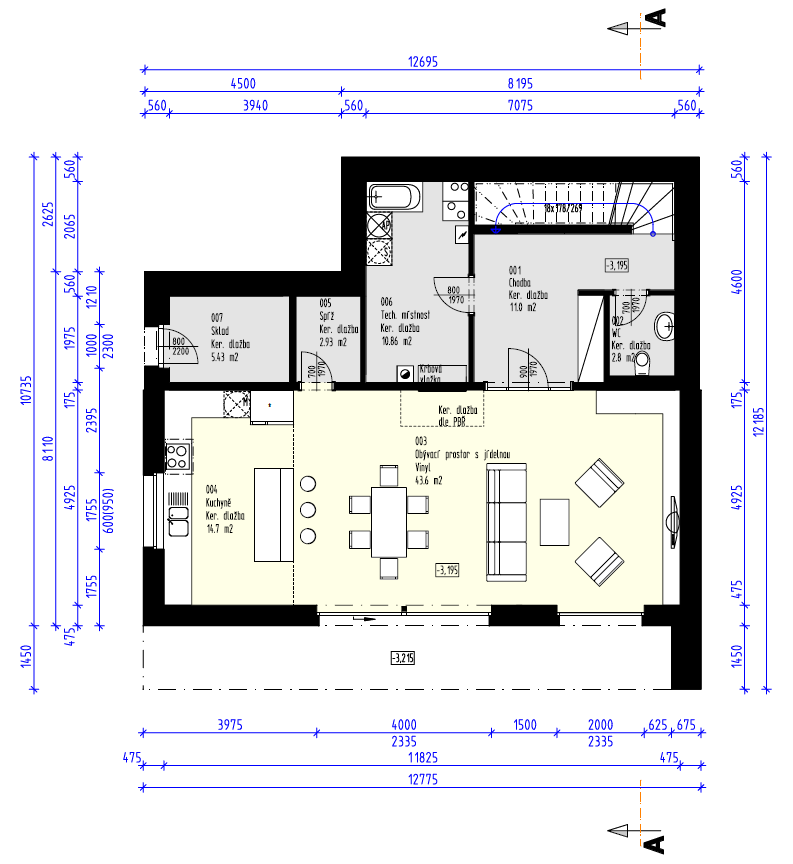 A
12695
4500 8195
560 3940 560 7075 560
10735
1450
2625
8110
560
2065
560
1975
175
4925
475
1210
1000
2300
2395
1755
600(950)
1755
18x178/269
-3,195
001
Chodba
Ker. dlažba
11.0 m2
800
1970
700
1970
002
WC
Ker. dlažba
2.8 m2
006
Tech. místnost
Ker. dlažba
10.86 m2
AP
005
Spíž
Ker. dlažba
2.93 m2
007
Sklad
Ker. dlažba
5.43 m2
800
2200
700
1970
Krbová
vložka
900
1970
M
Ker. dlažba
dle PBŘ
003
Obývací prostor s jídelnou
Vinyl
43.6 m2
004
Kuchyně
Ker. dlažba
14.7 m2
-3,195
-3,215
560
4600
175
4925
475
1450
12185
3975 4000 1500 2000 625 675
2335 2335
475 11825 475
12775
A